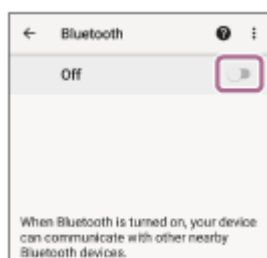 Bluetooth
Off
When Bluetooth is turned on, your device
can communicate with other nearby
Bluetooth devices.